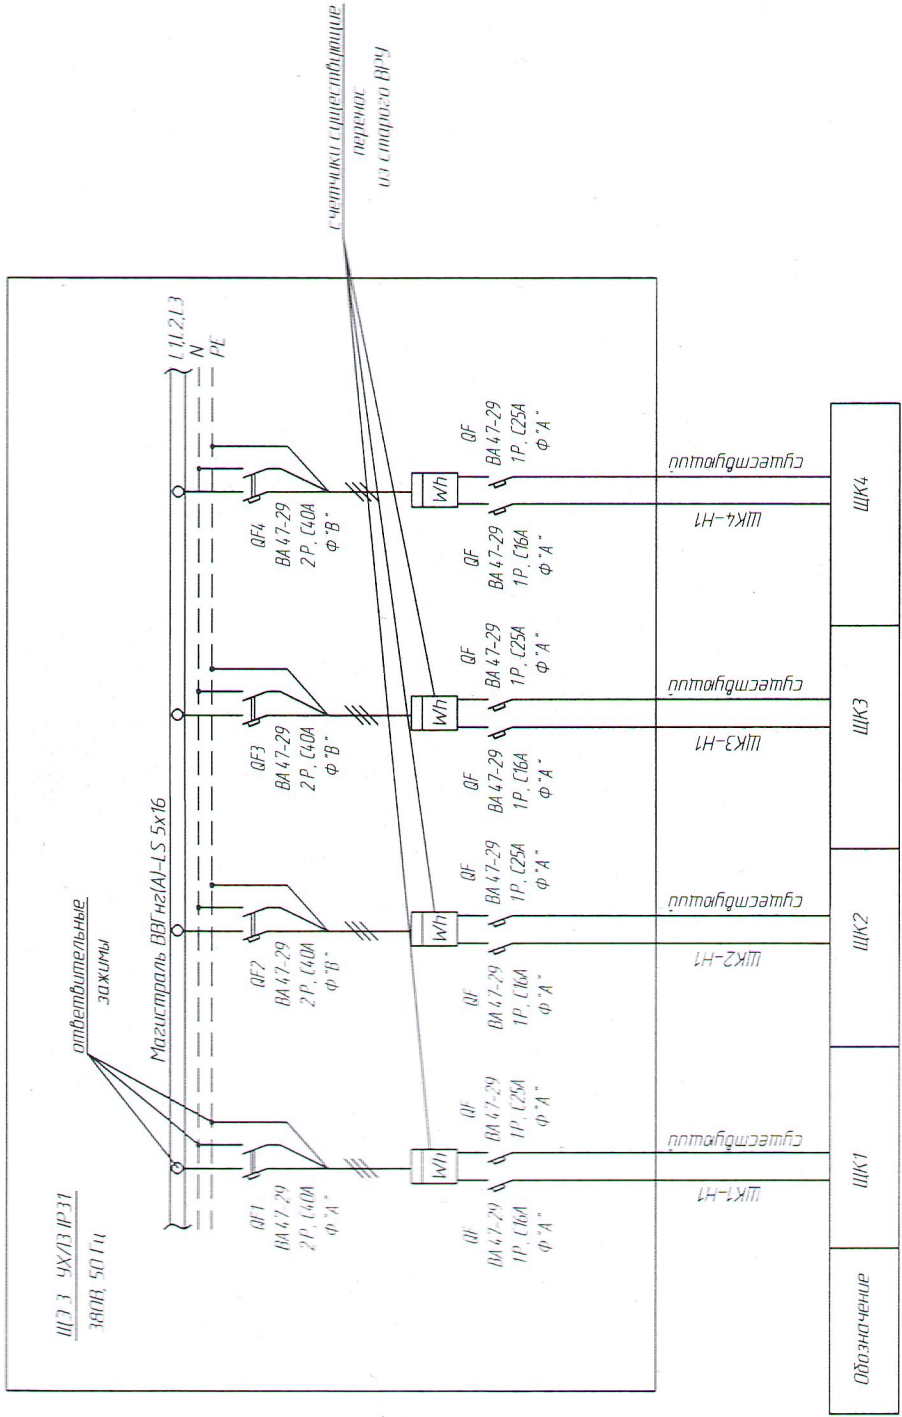 ЩЭ 3 УХЛ3 IP31
380В, 50 Гц
ответвительные
зажимы
Магистраль ВВГнг(А)-LS 5х16
L1,L2,L3
N
PE
счетчики существующие
перенос
из старого ВРУ
QF1
ВА 47-29
2 Р, С40А
Ф "А"
QF2
ВА 47-29
2 Р, С40А
Ф "В"
QF3
ВА 47-29
2 Р, С40А
Ф "В"
QF4
ВА 47-29
2 Р, С40А
Ф "В"
Wh
Wh
Wh
Wh
QF
ВА 47-29
1Р, С16А
Ф "А"
QF
ВА 47-29
1Р, С25А
Ф "А"
QF
ВА 47-29
1Р, С16А
Ф "А"
QF
ВА 47-29
1Р, С25А
Ф "А"
QF
ВА 47-29
1Р, С16А
Ф "А"
QF
ВА 47-29
1Р, С25А
Ф "А"
QF
ВА 47-29
1Р, С16А
Ф "А"
QF
ВА 47-29
1Р, С25А
Ф "А"
ЩК1-Н1
существующий
ЩК2-Н1
существующий
ЩК3-Н1
существующий
ЩК4-Н1
существующий
Обозначение
ЩК1
ЩК2
ЩК3
ЩК4